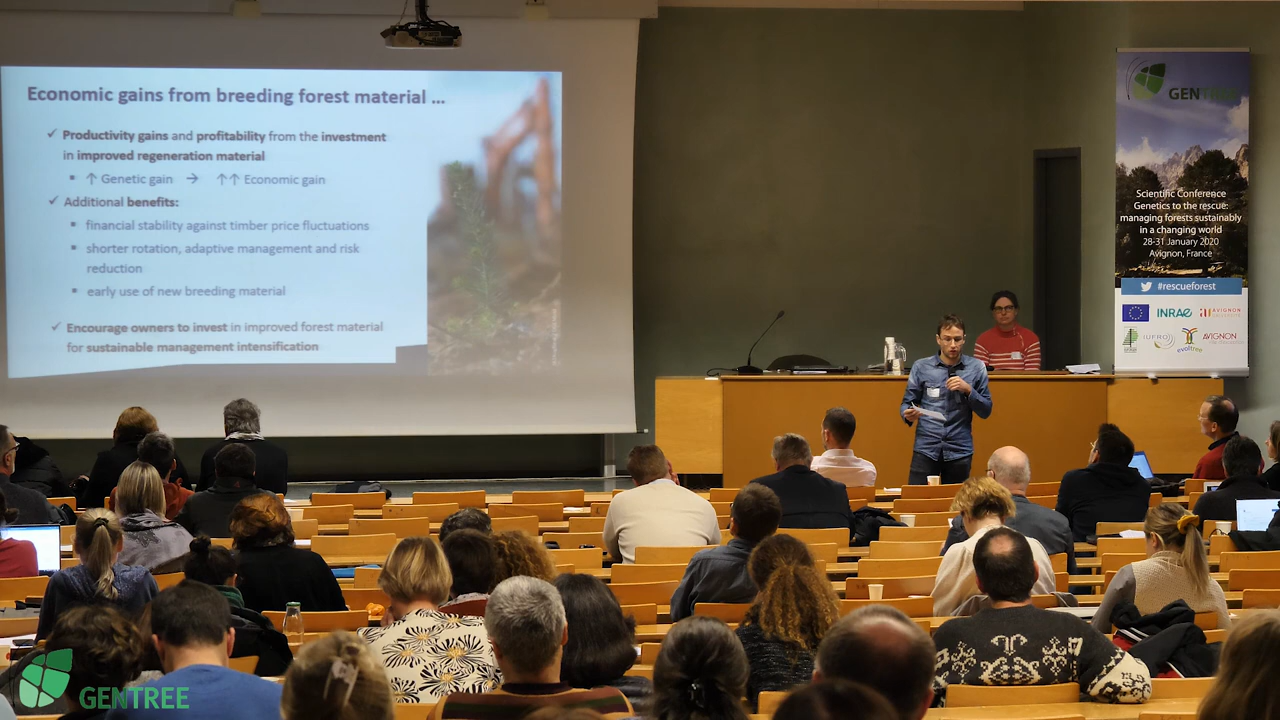 Economic gains from breeding forest material ...
✓ Productivity gains and profitability from the investment
in improved regeneration material
▪ ↑ Genetic gain → ↑↑ Economic gain
✓ Additional benefits:
▪ financial stability against timber price fluctuations
▪ shorter rotation, adaptive management and risk
reduction
▪ early use of new breeding material
✓ Encourage owners to invest in improved forest material
for sustainable management intensification
GENTREE
Scientific Conference
Genetics to the rescue:
managing forests sustainably
in a changing world
28-31 January 2020
Avignon, France
#rescueforest
INRAE
AVIGNON
IUFRO
evoltree
AVIGNON
GENTREE